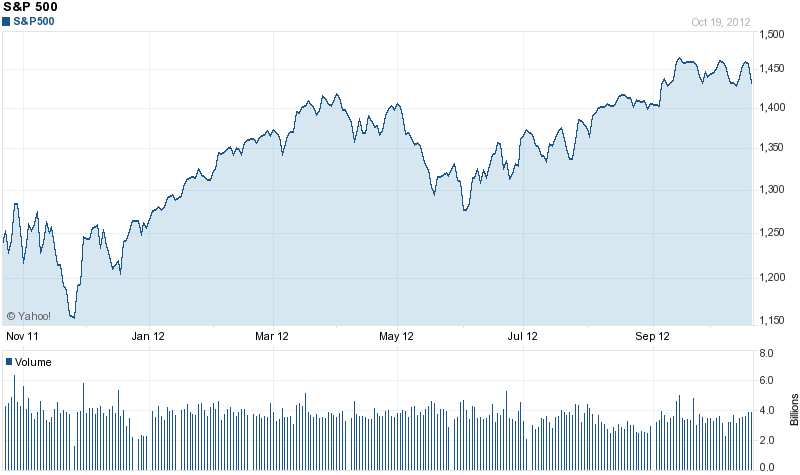 S&P 500
S&P500
Oct 19, 2012
1,500
1,450
1,400
1,350
1,300
1,250
1,200
1,150
© Yahoo!
Nov 11 Jan 12 Mar 12 May 12 Jul 12 Sep 12
Volume
8.0
6.0
4.0
2.0
0.0
Billions